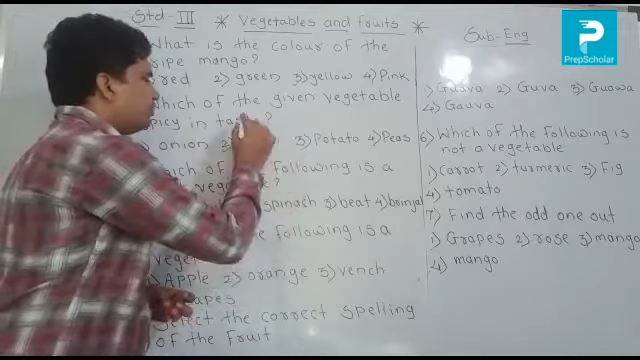 Std-III * Vegetables and fruits *
Sub-Eng
PrepScholar
What is the colour of the
ripe mango?
red 2) green 3) yellow 4) Pink
which of the given vegetable
spicy in
1) onion 3) Potato 4) Peas
following is a
spinach 3) beat 4) brinjal
the following is a
Apple 2) orange 3) vench
Select the correct spelling
of the fruit
1) Guava 2) Guva 3) Guawa
4) Gauva
6) Which of the following is
not a vegetable
1) carrot 2) turmeric 3) Fig
4) tomato
7) Find the odd one out
1) Grapes 2) rose 3) mango
4) mango